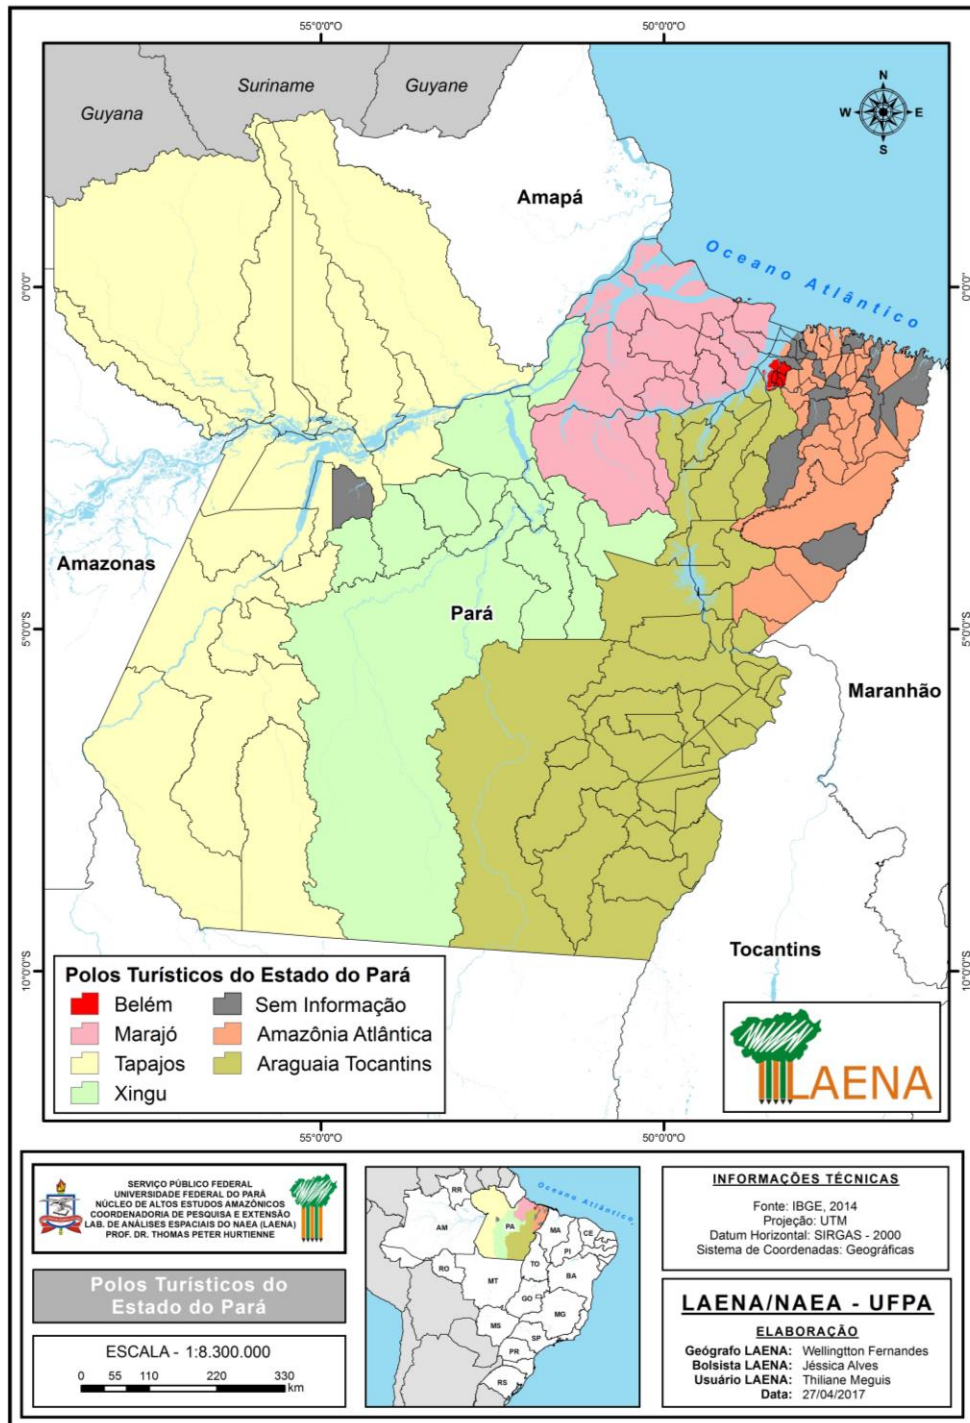 55°0'0"O
50°0'0"O
Guyana
Suriname
Guyane
N
W
E
S
Amapá
Oceano Atlântico
0°0'0"
0°0'0"
Amazonas
Pará
5°0'0"S
5°0'0"S
Maranhão
Tocantins
10°0'0"S
10°0'0"S
Polos Turísticos do Estado do Pará
Belém
Sem Informação
Marajó
Amazônia Atlântica
Tapajos
Araguaia Tocantins
Xingu
LAENA
55°0'0"O
50°0'0"O
SERVIÇO PÚBLICO FEDERAL
UNIVERSIDADE FEDERAL DO PARÁ
NÚCLEO DE ALTOS ESTUDOS AMAZÔNICOS
COORDENADORIA DE PESQUISA E EXTENSÃO
LAB. DE ANÁLISES ESPACIAIS DO NAEA (LAENA)
PROF. DR. THOMAS PETER HURTIENNE
Polos Turísticos do
Estado do Pará
ESCALA - 1:8.300.000
0 55 110 220 330
km
Oceano Atlântico
RR
AM
PA
MA
CE
PI
TO
RO
MT
BA
GO
MG
MS
SP
PR
RS
INFORMAÇÕES TÉCNICAS
Fonte: IBGE, 2014
Projeção: UTM
Datum Horizontal: SIRGAS - 2000
Sistema de Coordenadas: Geográficas
LAENA/NAEA - UFPA
ELABORAÇÃO
Geógrafo LAENA: Wellingtton Fernandes
Bolsista LAENA: Jéssica Alves
Usuário LAENA: Thiliane Meguis
Data: 27/04/2017